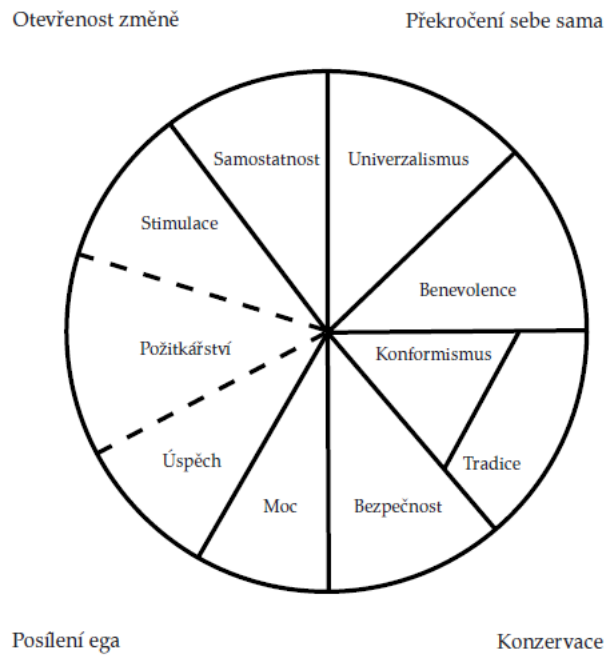 Otevřenost změně
Překročení sebe sama
Samostatnost
Univerzalismus
Stimulace
Benevolence
Požitkářství
Konformismus
Úspěch
Tradice
Moc
Bezpečnost
Posílení ega
Konzervace